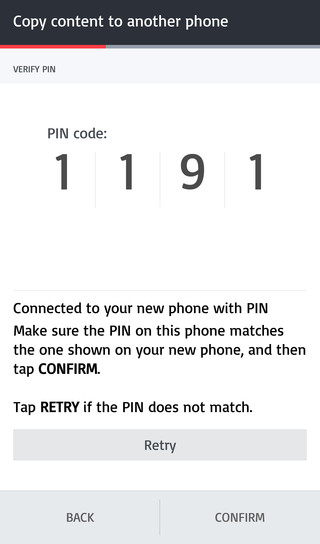 Copy content to another phone
VERIFY PIN
PIN code:
1 1 9 1
Connected to your new phone with PIN
Make sure the PIN on this phone matches
the one shown on your new phone, and then
tap CONFIRM.
Tap RETRY if the PIN does not match.
Retry
BACK CONFIRM